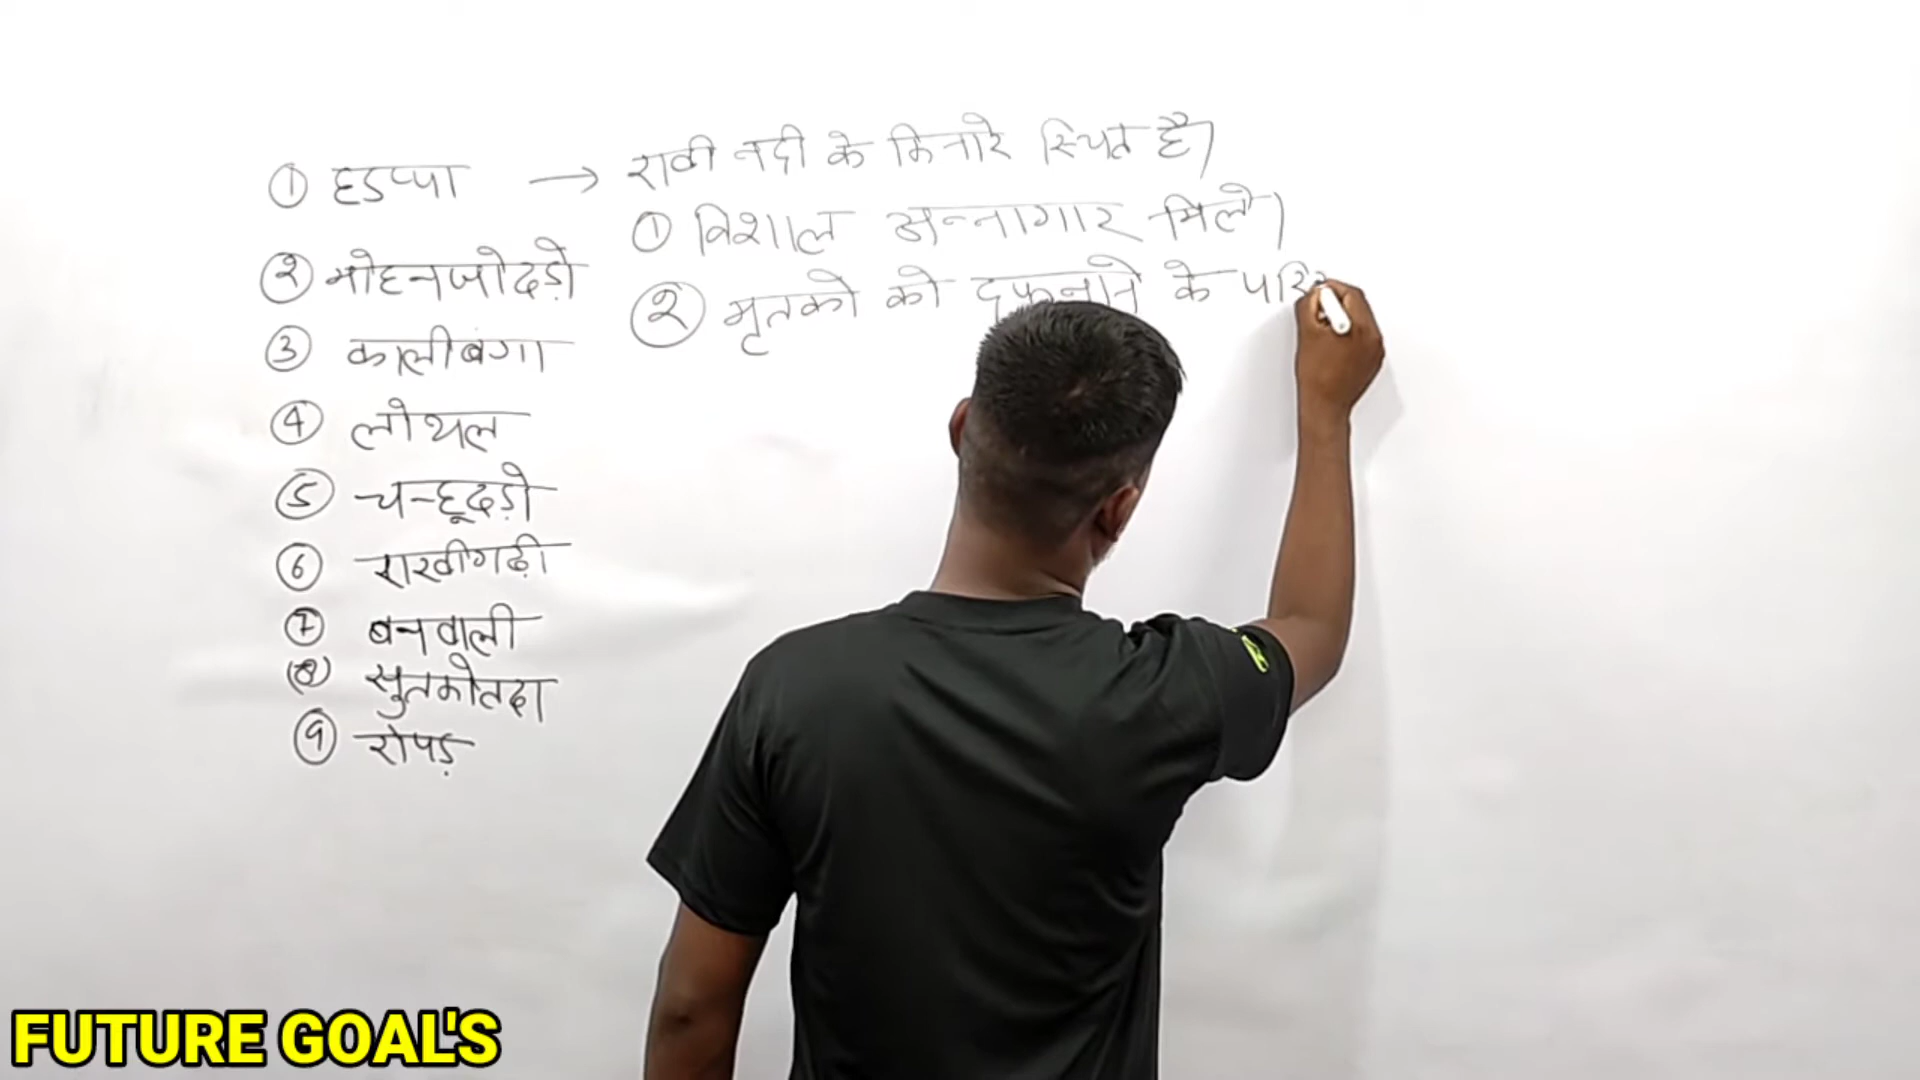 ① हडप्पा → रावी नदी के किनारे स्थित है।
① विशाल अन्नागार मिले।
② मोहनजोदड़ो
② मृतको को दफनाने के
③ कालीबंगा
④ लोथल
⑤ चन्हूदड़ो
⑥ राखीगढ़ी
⑦ बनवाली
(8) सुतकोतदा
⑨ रोपड़
FUTURE GOAL'S